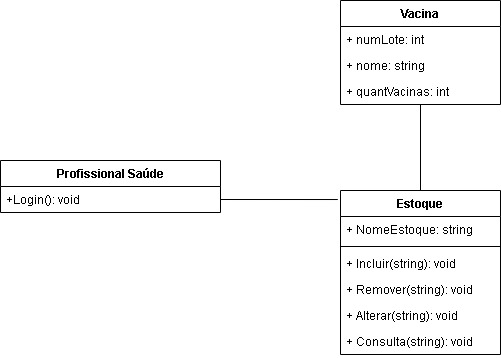 Vacina
+ numLote: int
+ nome: string
+ quantVacinas: int
Profissional Saúde
+Login(): void
Estoque
+ NomeEstoque: string
+ Incluir(string): void
+ Remover(string): void
+ Alterar(string): void
+ Consulta(string): void